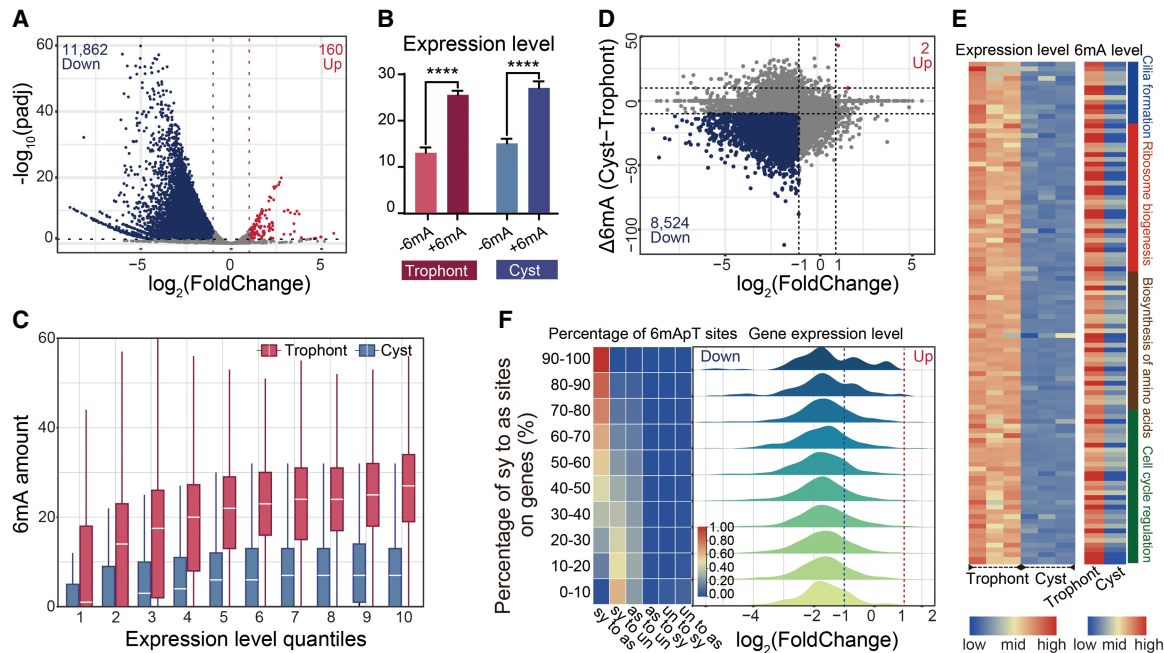 A
60
40
20
0
-log10(padj)
11,862
Down
160
Up
−5
0
5
log2(FoldChange)
B
Expression level
30
20
10
0
****
****
-6mA
+6mA
-6mA
+6mA
Trophont
Cyst
C
60
40
20
0
6mA amount
Trophont
Cyst
1 2 3 4 5 6 7 8 9 10
Expression level quantiles
D
50
0
−50
−100
Δ6mA (Cyst−Trophont)
2
Up
8,524
Down
−5
−1
0
1
5
log2(FoldChange)
E
Expression level 6mA level
Cilia formation
Ribosome biogenesis
Biosynthesis of amino acids
Cell cycle regulation
Trophont
Cyst
Trophont
Cyst
low mid high
low mid high
F
Percentage of 6mApT sites
Gene expression level
Percentage of sy to as sites
on genes (%)
90-100
80-90
70-80
60-70
50-60
40-50
30-40
20-30
10-20
0-10
sy to as
sy to un
as to un
as to sy
un to sy
un to as
1.00
0.80
0.60
0.40
0.20
0.00
Down
Up
−4
−2
0
1
2
log2(FoldChange)